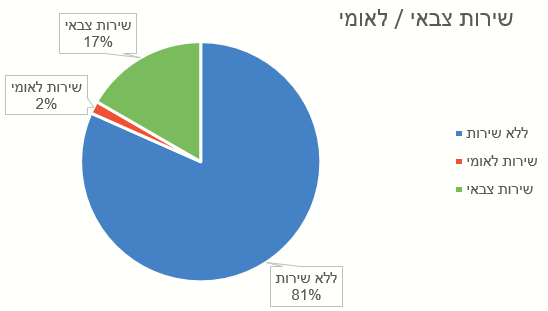 שירות צבאי / לאומי
שירות צבאי
17%
שירות לאומי
2%
ללא שירות
81%
ללא שירות
שירות לאומי
שירות צבאי